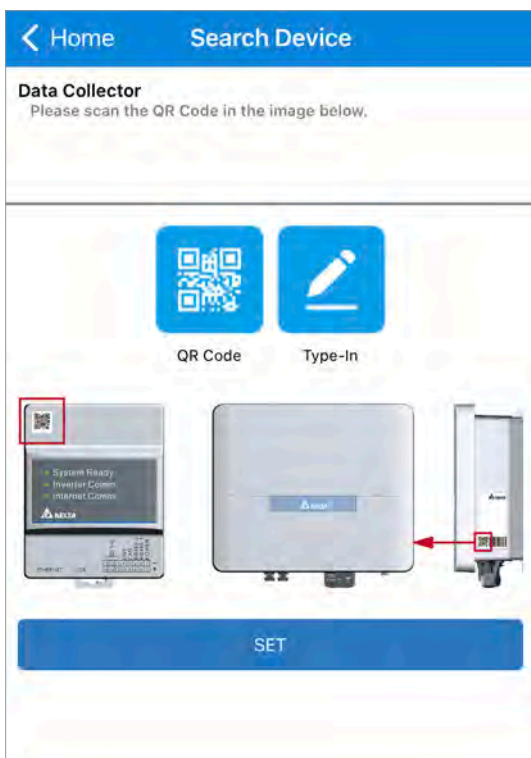 Home
Search Device
Data Collector
Please scan the QR Code in the image below.
QR Code
Type-In
System Ready
Inverter Comm
Internet Comm
DELTA
SET